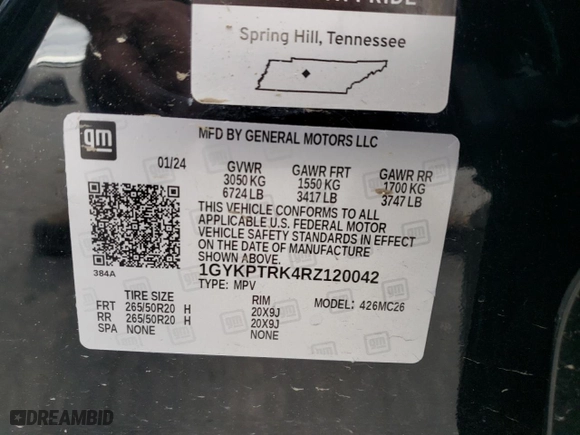 Spring Hill, Tennessee
gm
MFD BY GENERAL MOTORS LLC
01/24 GVWR GAWR FRT GAWR RR
3050 KG 1550 KG 1700 KG
6724 LB 3417 LB 3747 LB
THIS VEHICLE CONFORMS TO ALL
APPLICABLE U.S. FEDERAL MOTOR
VEHICLE SAFETY STANDARDS IN EFFECT
ON THE DATE OF MANUFACTURE
SHOWN ABOVE.
384A
1GYKPTRK4RZ120042
TYPE: MPV
TIRE SIZE RIM MODEL: 426MC26
FRT 265/50R20 H 20X9J
RR 265/50R20 H 20X9J
SPA NONE NONE
DREAMBID